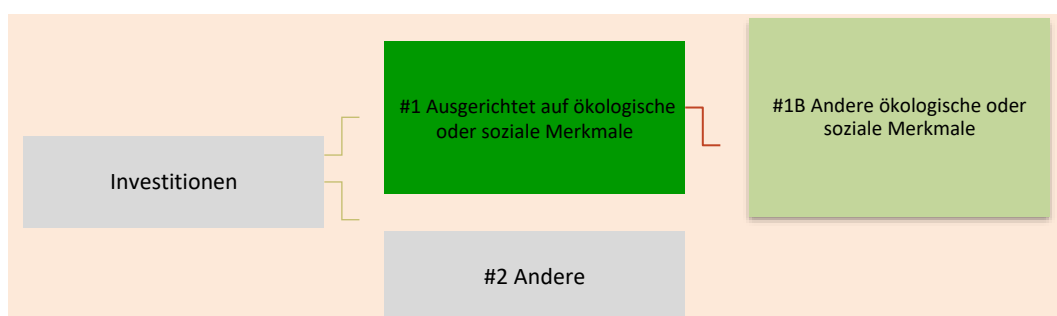 Investitionen
#1 Ausgerichtet auf ökologische
oder soziale Merkmale
#2 Andere
#1B Andere ökologische oder
soziale Merkmale